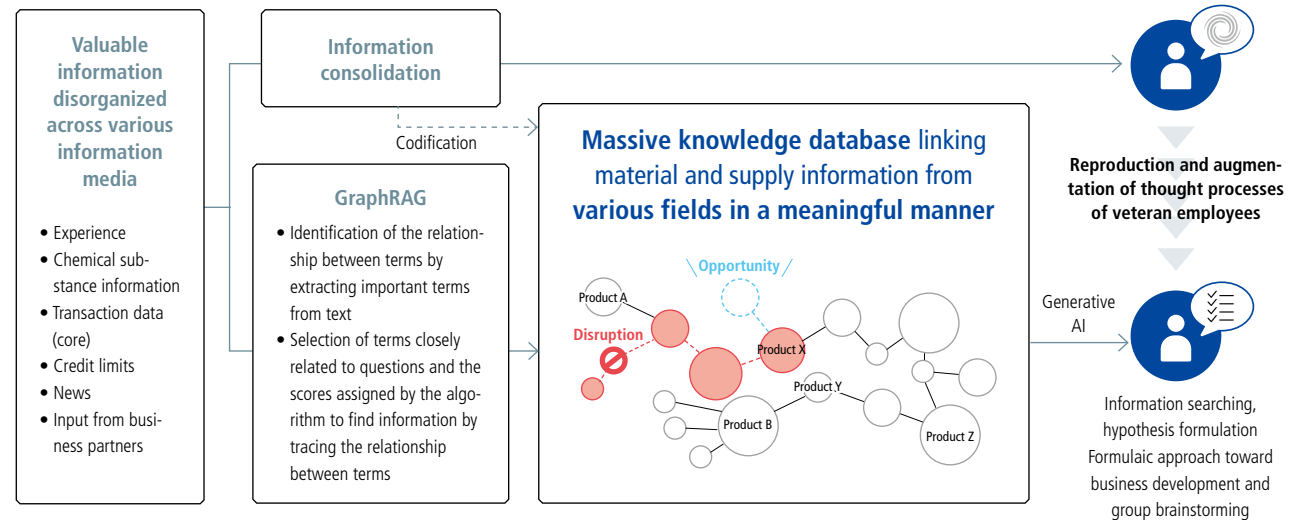 Valuable
information
disorganized
across various
information
media
• Experience
• Chemical sub-
stance information
• Transaction data
(core)
• Credit limits
• News
• Input from busi-
ness partners
Information
consolidation
Codification
GraphRAG
• Identification of the relation-
ship between terms by
extracting important terms
from text
• Selection of terms closely
related to questions and the
scores assigned by the algo-
rithm to find information by
tracing the relationship
between terms
Massive knowledge database linking
material and supply information from
various fields in a meaningful manner
Opportunity
Product A
Disruption
Product X
Product Y
Product B
Product Z
Generative
AI
Reproduction and augmen-
tation of thought processes
of veteran employees
Information searching,
hypothesis formulation
Formulaic approach toward
business development and
group brainstorming